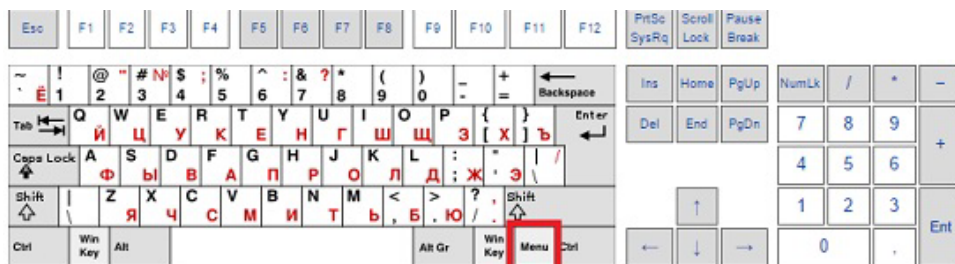 Esc F1 F2 F3 F4 F5 F6 F7 F8 F9 F10 F11 F12 PrtSc SysRq Scroll Lock Pause Break
~ ` Ё ! 1 @ " 2 # № 3 $ ; 4 % 5 ^ : 6 & ? 7 * 8 ( 9 ) 0 _ - + = Backspace Ins Home PgUp NumLk / * -
Tab Q Й W Ц E У R К T Е Y Н U Г I Ш O Щ P З { [ Х } ] Ъ Enter Del End PgDn 7 8 9 +
Caps Lock A Ф S Ы D В F А G П H Р J О K Л L Д : ; Ж " ' Э | / \ 4 5 6
Shift | \ Z Я X Ч C С V М B И N Т M Ь < , Б > . Ю ? , / . Shift ↑ 1 2 3 Ent
Ctrl Win Key Alt Alt Gr Win Key Menu Ctrl ← ↓ → 0 .